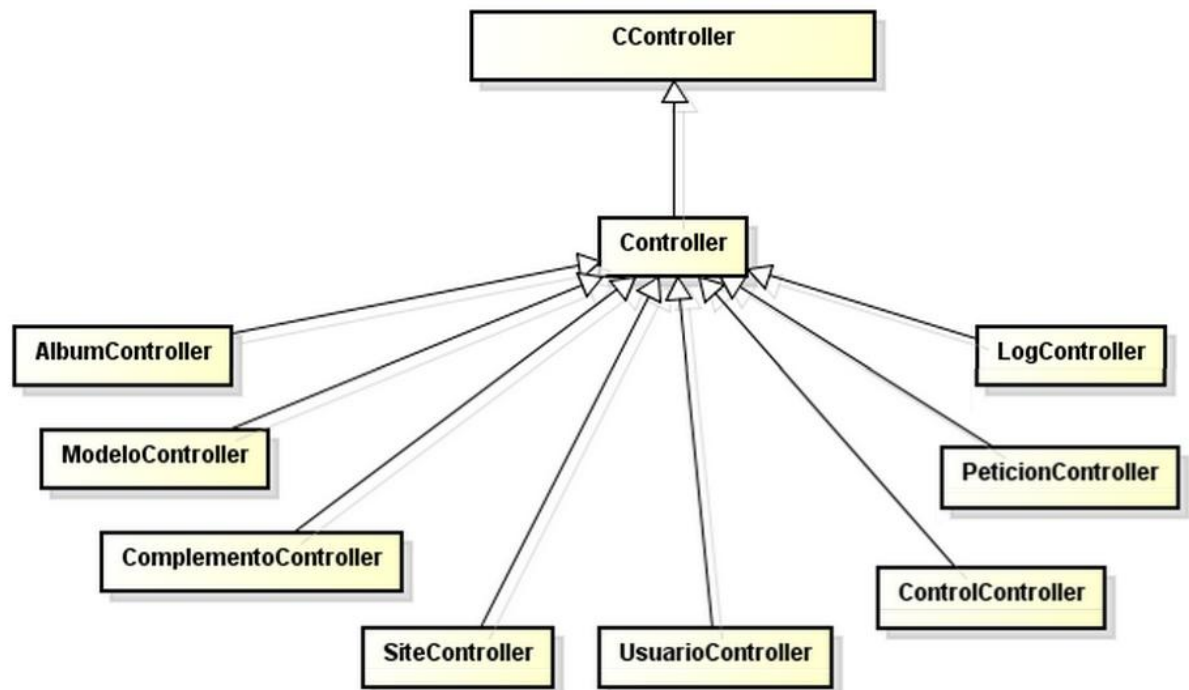 CController
Controller
AlbumController
LogController
ModeloController
PeticionController
ComplementoController
ControlController
SiteController
UsuarioController